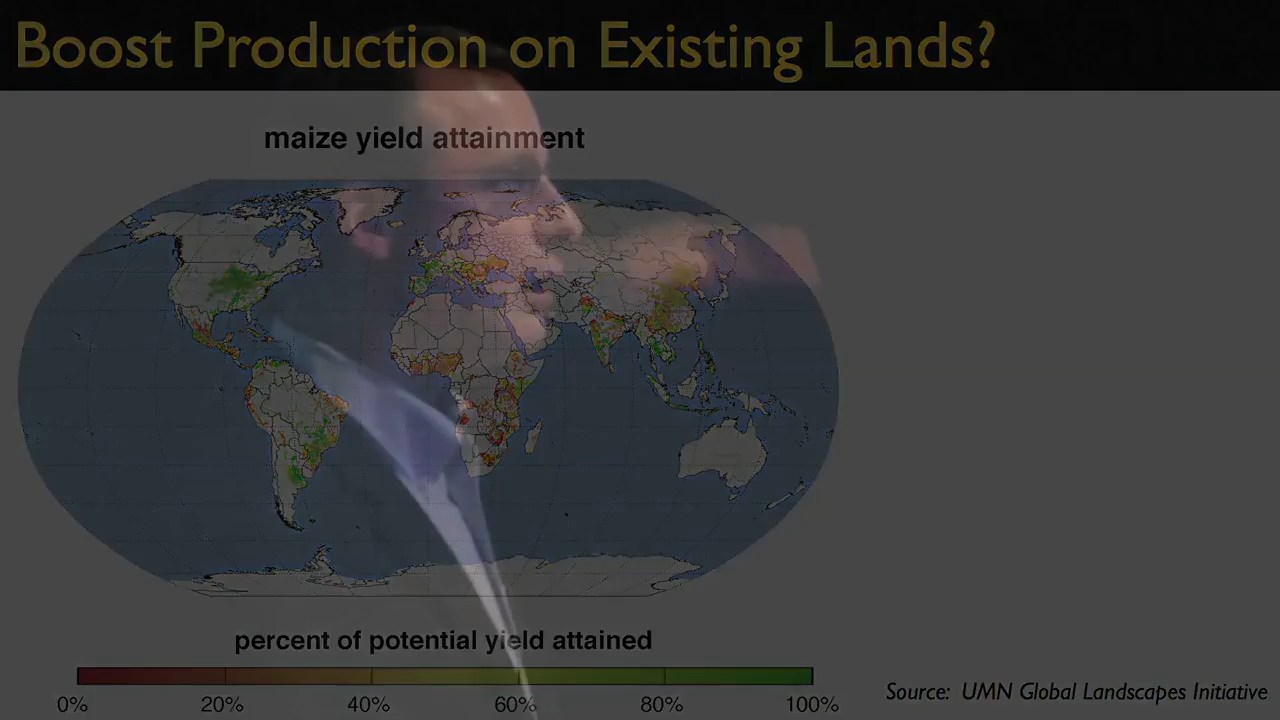 Boost Production on Existing Lands?
maize yield attainment
percent of potential yield attained
0% 20% 40% 60% 80% 100%
Source: UMN Global Landscapes Initiative